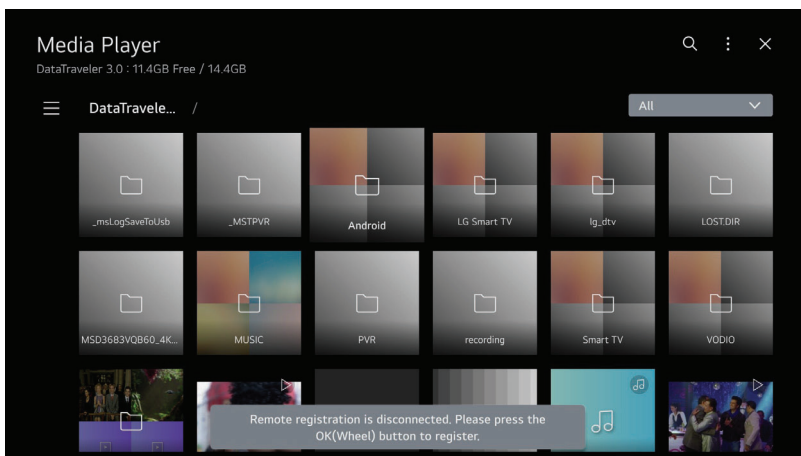 Media Player
DataTraveler 3.0 : 11.4GB Free / 14.4GB
DataTravele... /
All
_msLogSaveToUsb
_MSTPVR
Android
LG Smart TV
lg_dtv
LOST.DIR
MSD3683VQB60_4K...
MUSIC
PVR
recording
Smart TV
VODIO
Remote registration is disconnected. Please press the
OK(Wheel) button to register.